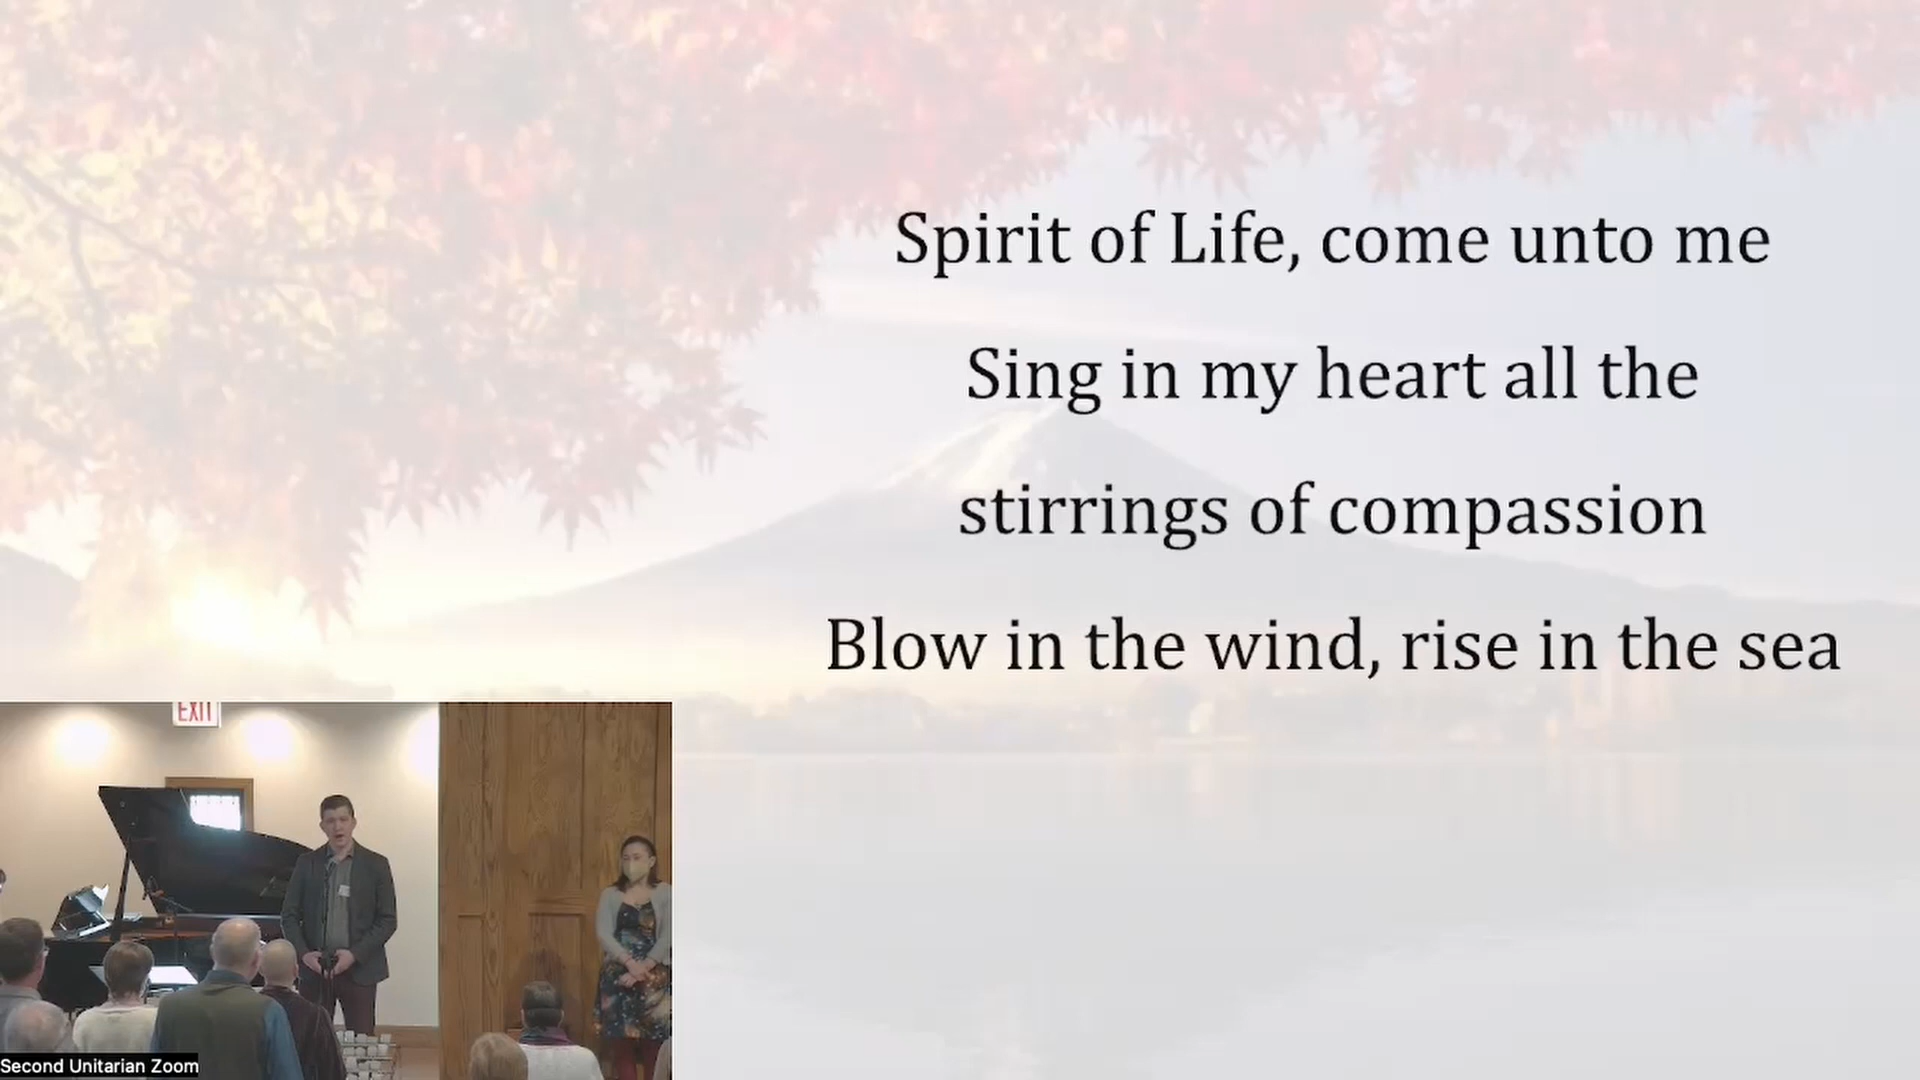 Spirit of Life, come unto me
Sing in my heart all the
stirrings of compassion
Blow in the wind, rise in the sea
EXIT
Second Unitarian Zoom